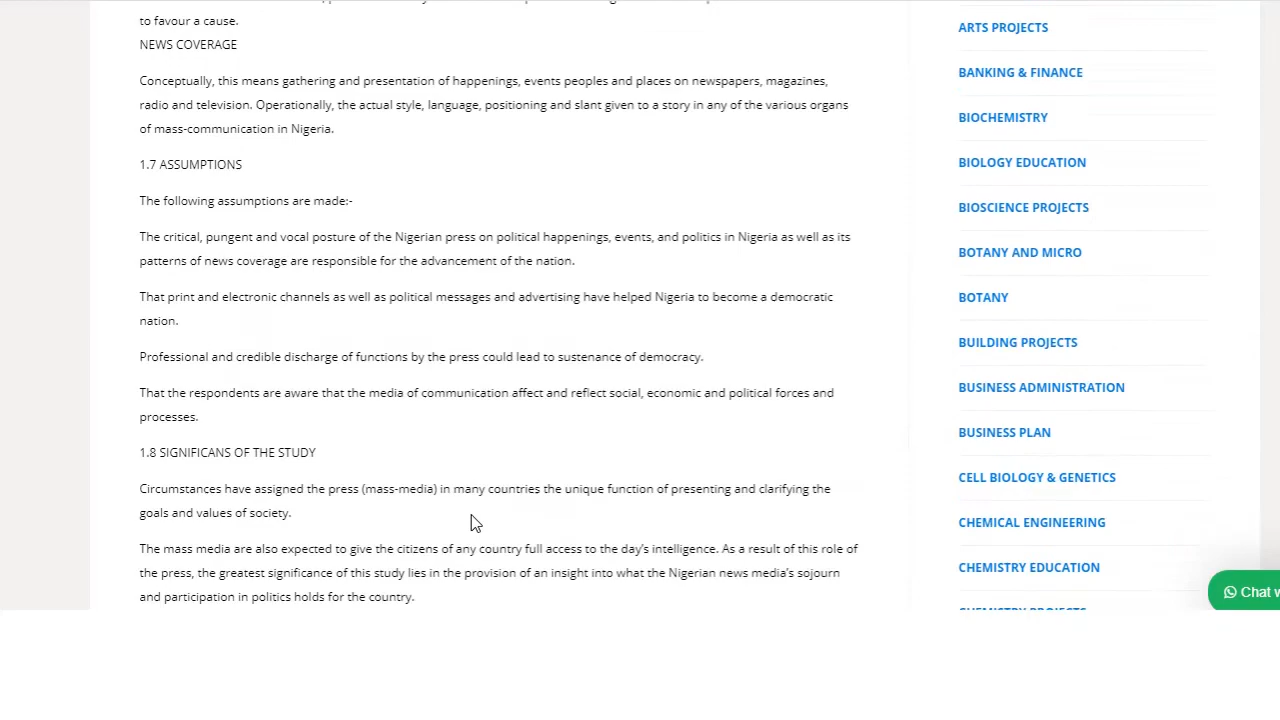 to favour a cause.
NEWS COVERAGE
Conceptually, this means gathering and presentation of happenings, events peoples and places on newspapers, magazines,
radio and television. Operationally, the actual style, language, positioning and slant given to a story in any of the various organs
of mass-communication in Nigeria.
1.7 ASSUMPTIONS
The following assumptions are made:-
The critical, pungent and vocal posture of the Nigerian press on political happenings, events, and politics in Nigeria as well as its
patterns of news coverage are responsible for the advancement of the nation.
That print and electronic channels as well as political messages and advertising have helped Nigeria to become a democratic
nation.
Professional and credible discharge of functions by the press could lead to sustenance of democracy.
That the respondents are aware that the media of communication affect and reflect social, economic and political forces and
processes.
1.8 SIGNIFICANS OF THE STUDY
Circumstances have assigned the press (mass-media) in many countries the unique function of presenting and clarifying the
goals and values of society.
The mass media are also expected to give the citizens of any country full access to the day's intelligence. As a result of this role of
the press, the greatest significance of this study lies in the provision of an insight into what the Nigerian news media's sojourn
and participation in politics holds for the country.
ARTS PROJECTS
BANKING & FINANCE
BIOCHEMISTRY
BIOLOGY EDUCATION
BIOSCIENCE PROJECTS
BOTANY AND MICRO
BOTANY
BUILDING PROJECTS
BUSINESS ADMINISTRATION
BUSINESS PLAN
CELL BIOLOGY & GENETICS
CHEMICAL ENGINEERING
CHEMISTRY EDUCATION
CHEMISTRY PROJECTS
Chat